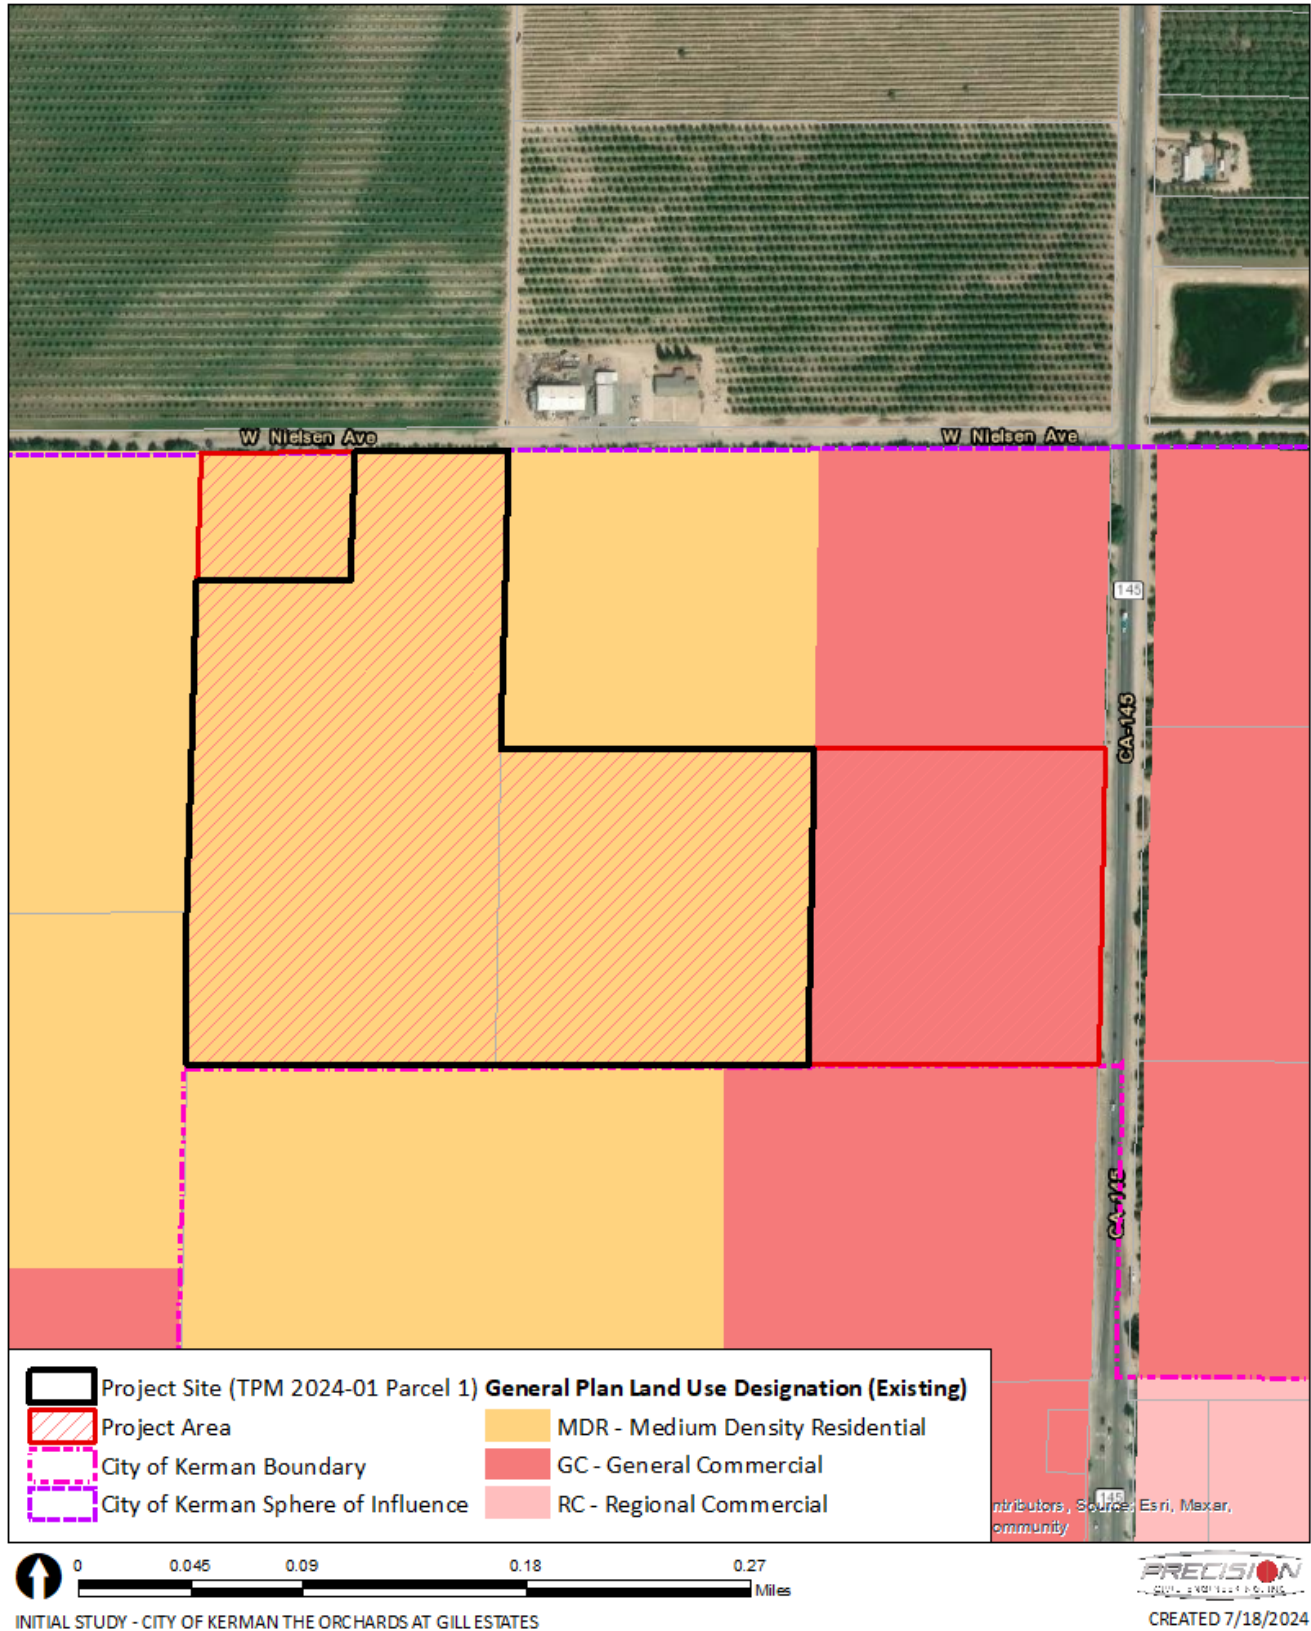 W Nielsen Ave
W Nielsen Ave
145
CA-145
CA-145
Project Site (TPM 2024-01 Parcel 1)
Project Area
City of Kerman Boundary
City of Kerman Sphere of Influence
General Plan Land Use Designation (Existing)
MDR - Medium Density Residential
GC - General Commercial
RC - Regional Commercial
145
ntributors, Source: Esri, Maxar,
ommunity
0 0.045 0.09 0.18 0.27
Miles
INITIAL STUDY - CITY OF KERMAN THE ORCHARDS AT GILL ESTATES
PRECISION
CIVIL ENGINEERING, INC.
CREATED 7/18/2024